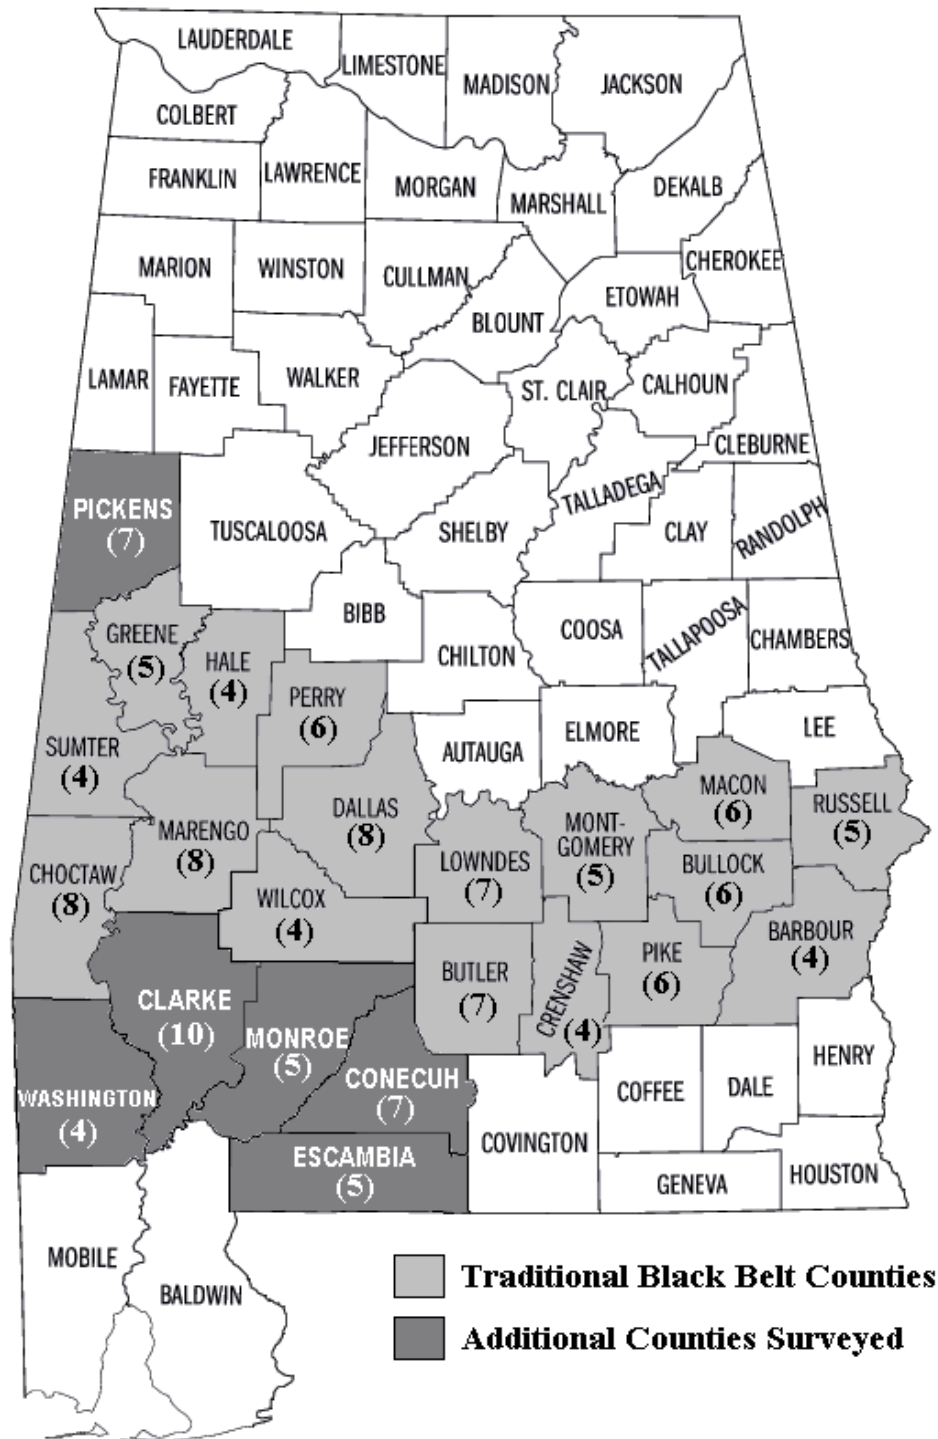 LAUDERDALE
LIMESTONE
MADISON
JACKSON
COLBERT
FRANKLIN
LAWRENCE
MORGAN
MARSHALL
DEKALB
MARION
WINSTON
CULLMAN
BLOUNT
ETOWAH
CHEROKEE
LAMAR
FAYETTE
WALKER
JEFFERSON
ST. CLAIR
CALHOUN
CLEBURNE
PICKENS
(7)
TUSCALOOSA
SHELBY
TALLADEGA
CLAY
RANDOLPH
GREENE
(5)
HALE
(4)
BIBB
CHILTON
COOSA
TALLAPOOSA
CHAMBERS
SUMTER
(4)
PERRY
(6)
AUTAUGA
ELMORE
LEE
MACON
(6)
RUSSELL
(5)
CHOCTAW
(8)
MARENGO
(8)
DALLAS
(8)
LOWNDES
(7)
MONT-
GOMERY
(5)
BULLOCK
(6)
WILCOX
(4)
BUTLER
(7)
CRENSHAW
(4)
PIKE
(6)
BARBOUR
(4)
CLARKE
(10)
MONROE
(5)
CONECUH
(7)
WASHINGTON
(4)
ESCAMBIA
(5)
COVINGTON
COFFEE
DALE
HENRY
GENEVA
HOUSTON
MOBILE
BALDWIN
Traditional Black Belt Counties
Additional Counties Surveyed